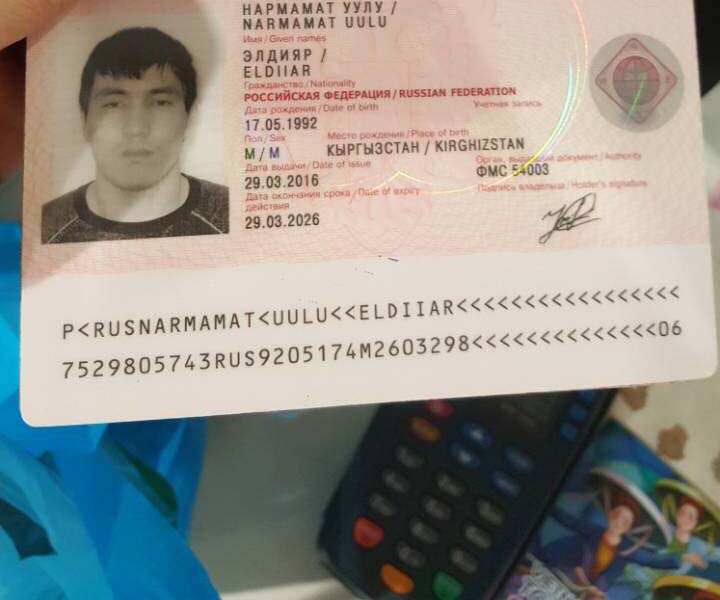 НАРМАМАТ УУЛУ /
NARMAMAT UULU
Имя / Given names
ЭЛДИЯР /
ELDIIAR
Гражданство / Nationality
РОССИЙСКАЯ ФЕДЕРАЦИЯ / RUSSIAN FEDERATION
Дата рождения / Date of birth
Учетная запись
17.05.1992
Пол / Sex
Место рождения / Place of birth
М / M
КЫРГЫЗСТАН / KIRGHIZSTAN
Дата выдачи / Date of issue
Орган, выдавший документ / Authority
29.03.2016
ФМС 54003
Дата окончания срока / Date of expiry
действия
Подпись владельца / Holder's signature
29.03.2026
P<RUSNARMAMAT<UULU<<ELDIIAR<<<<<<<<<<<<<<<<<
7529805743RUS9205174M2603298<<<<<<<<<<<<<<06